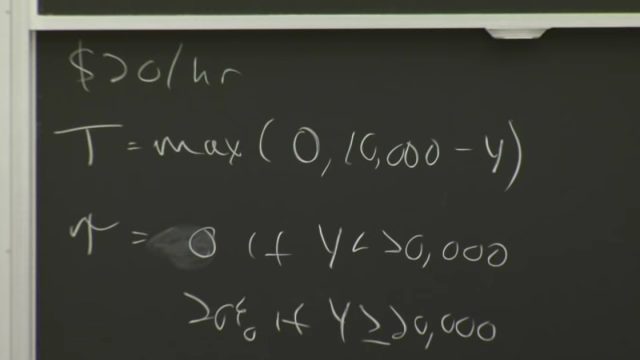 $20/hr
T = max(0, 10,000 - Y)
τ = 0 if Y < 20,000
20% if Y ≥ 20,000